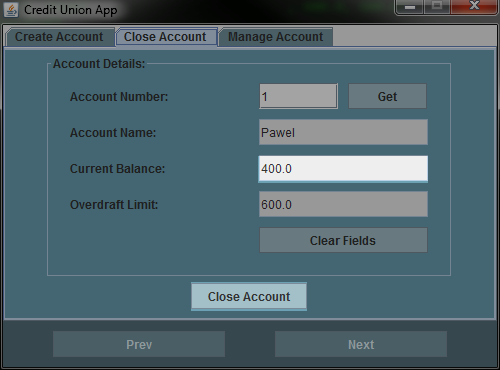 Credit Union App
Create Account Close Account Manage Account
Account Details:
Account Number: 1 Get
Account Name: Pawel
Current Balance: 400.0
Overdraft Limit: 600.0
Clear Fields
Close Account
Prev Next